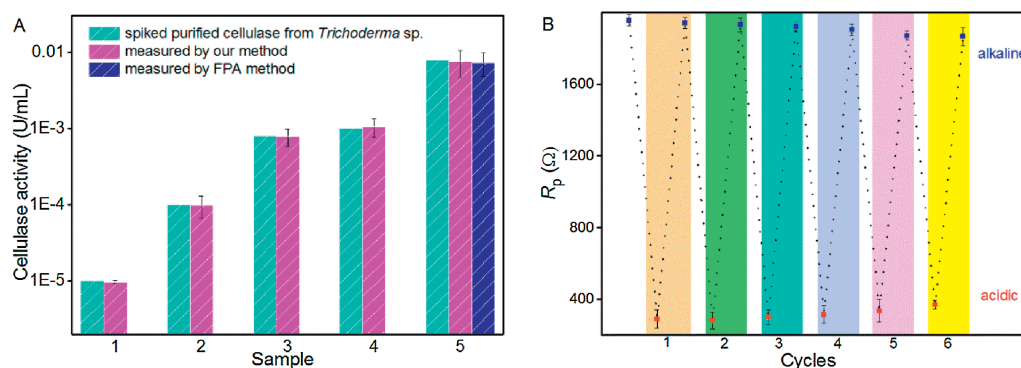 A
spiked purified cellulase from Trichoderma sp.
measured by our method
measured by FPA method
Cellulase activity (U/mL)
0.01
1E-3
1E-4
1E-5
1 2 3 4 5
Sample
B
alkaline
acidic
Rp (Ω)
1600
1200
800
400
1 2 3 4 5 6
Cycles